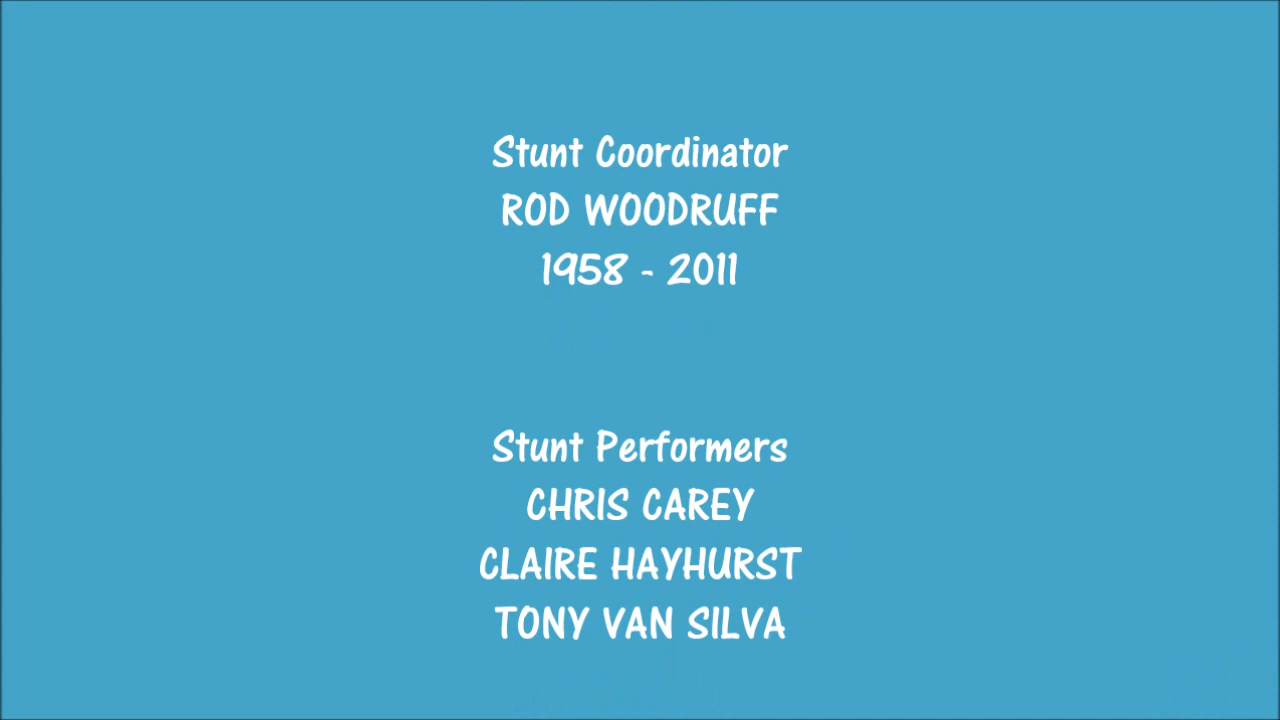 Stunt Coordinator
ROD WOODRUFF
1958 - 2011
Stunt Performers
CHRIS CAREY
CLAIRE HAYHURST
TONY VAN SILVA